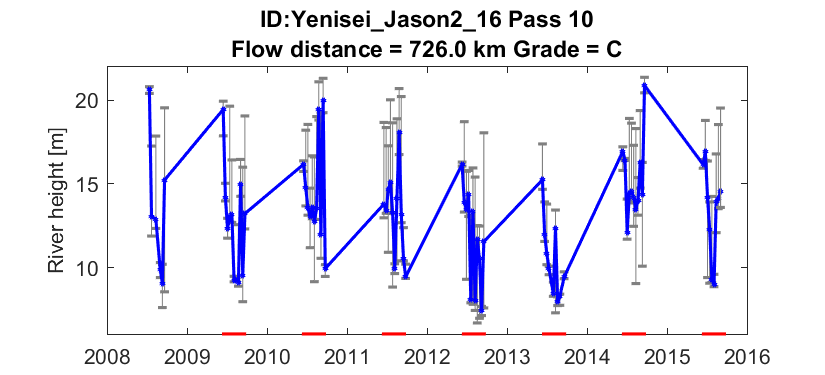 ID:Yenisei_Jason2_16 Pass 10
Flow distance = 726.0 km Grade = C
River height [m]
20
15
10
2008 2009 2010 2011 2012 2013 2014 2015 2016